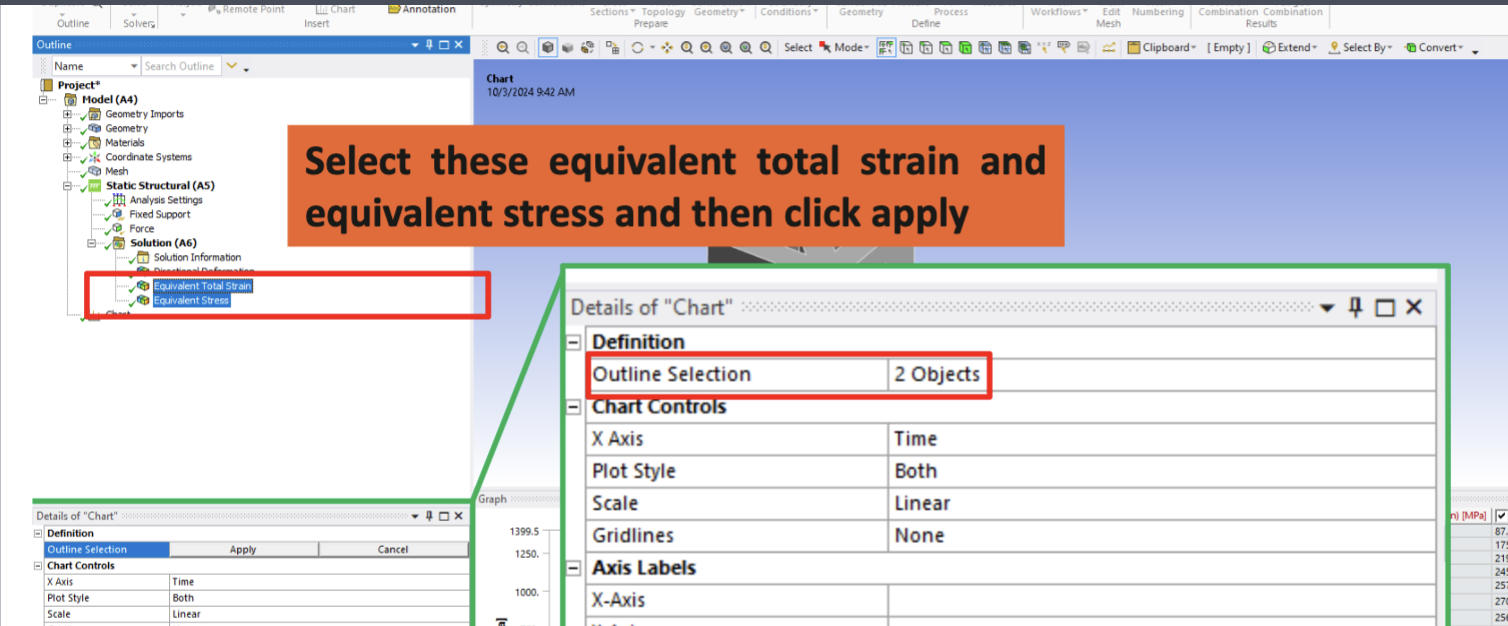 Remote Point
Chart
Annotation
Outline
Solver
Insert
Sections Topology Geometry
Prepare
Conditions
Geometry
Process
Define
Workflows
Edit
Numbering
Mesh
Combination Combination
Results
Outline
Name
Search Outline
Select Mode
Clipboard [ Empty ] Extend Select By Convert
Project*
Model (A4)
Geometry Imports
Geometry
Materials
Coordinate Systems
Mesh
Static Structural (A5)
Analysis Settings
Fixed Support
Force
Solution (A6)
Solution Information
Directional Deformation
Equivalent Total Strain
Equivalent Stress
Chart
Chart
10/3/2024 9:42 AM
Select these equivalent total strain and
equivalent stress and then click apply
Details of "Chart"
Definition
Outline Selection 2 Objects
Chart Controls
X Axis Time
Plot Style Both
Scale Linear
Gridlines None
Axis Labels
X-Axis
Details of "Chart"
Definition
Outline Selection Apply Cancel
Chart Controls
X Axis Time
Plot Style Both
Scale Linear
Graph
1399.5
1250.
1000.
[MPa]